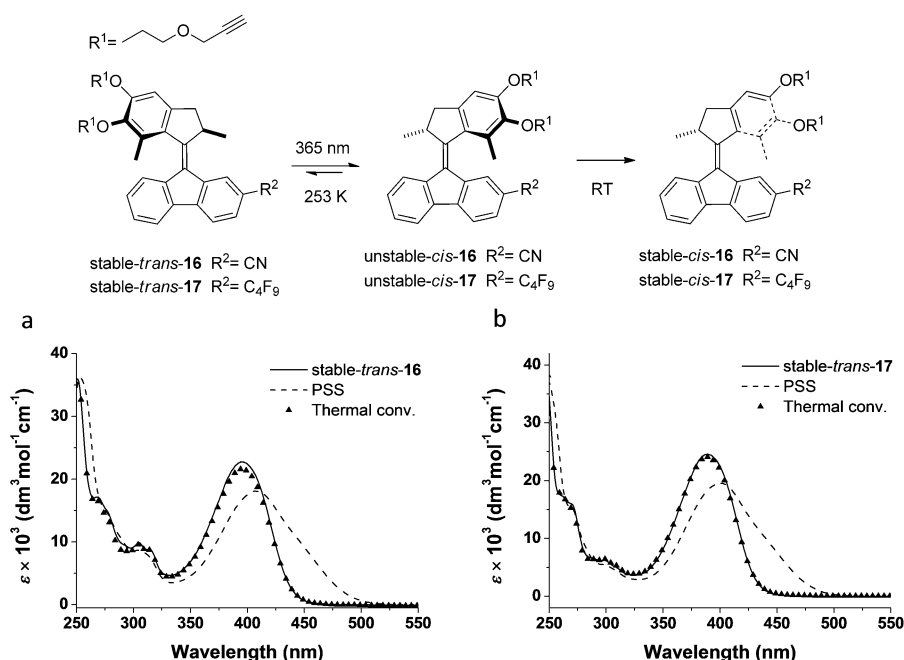 R¹=
O
R¹O
R¹O
R²
365 nm
253 K
OR¹
OR¹
R²
RT
OR¹
OR¹
R²
stable-trans-16 R²= CN
stable-trans-17 R²= C₄F₉
unstable-cis-16 R²= CN
unstable-cis-17 R²= C₄F₉
stable-cis-16 R²= CN
stable-cis-17 R²= C₄F₉
a
ε × 10³ (dm³mol⁻¹cm⁻¹)
40
30
20
10
0
stable-trans-16
PSS
Thermal conv.
250 300 350 400 450 500 550
Wavelength (nm)
b
ε × 10³ (dm³mol⁻¹cm⁻¹)
40
30
20
10
0
stable-trans-17
PSS
Thermal conv.
250 300 350 400 450 500 550
Wavelength (nm)